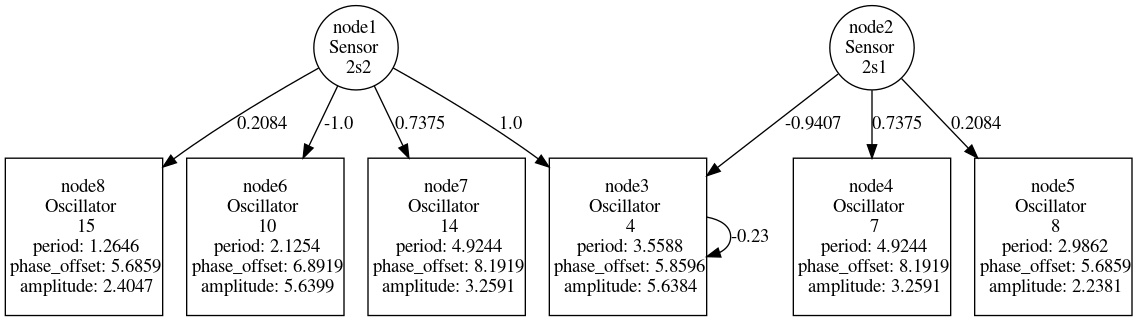 node1
Sensor
2s2
node2
Sensor
2s1
0.2084
-1.0
0.7375
1.0
-0.9407
0.7375
0.2084
node8
Oscillator
15
period: 1.2646
phase_offset: 5.6859
amplitude: 2.4047
node6
Oscillator
10
period: 2.1254
phase_offset: 6.8919
amplitude: 5.6399
node7
Oscillator
14
period: 4.9244
phase_offset: 8.1919
amplitude: 3.2591
node3
Oscillator
4
period: 3.5588
phase_offset: 5.8596
amplitude: 5.6384
-0.23
node4
Oscillator
7
period: 4.9244
phase_offset: 8.1919
amplitude: 3.2591
node5
Oscillator
8
period: 2.9862
phase_offset: 5.6859
amplitude: 2.2381